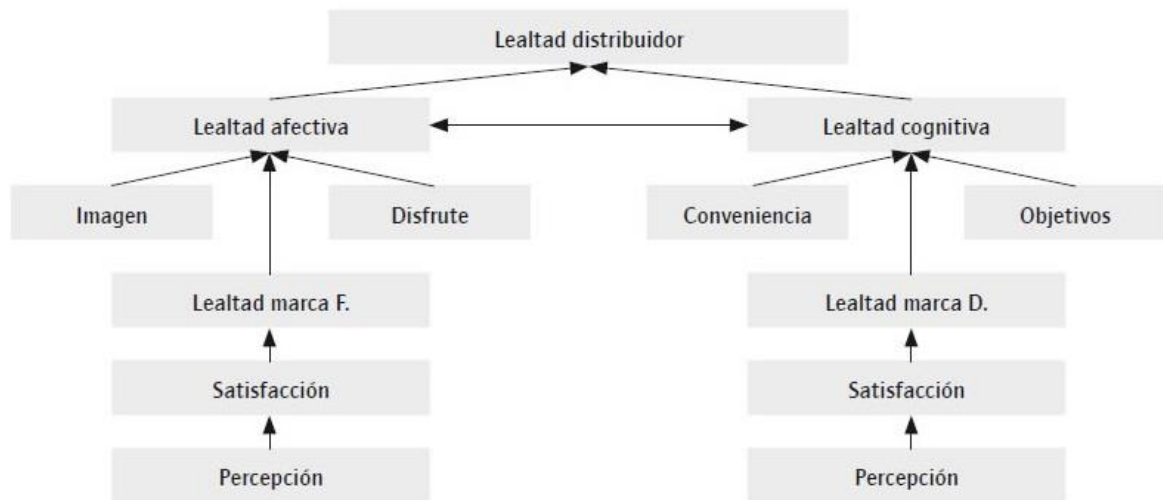 Lealtad distribuidor
Lealtad afectiva
Lealtad cognitiva
Imagen
Disfrute
Conveniencia
Objetivos
Lealtad marca F.
Lealtad marca D.
Satisfacción
Satisfacción
Percepción
Percepción